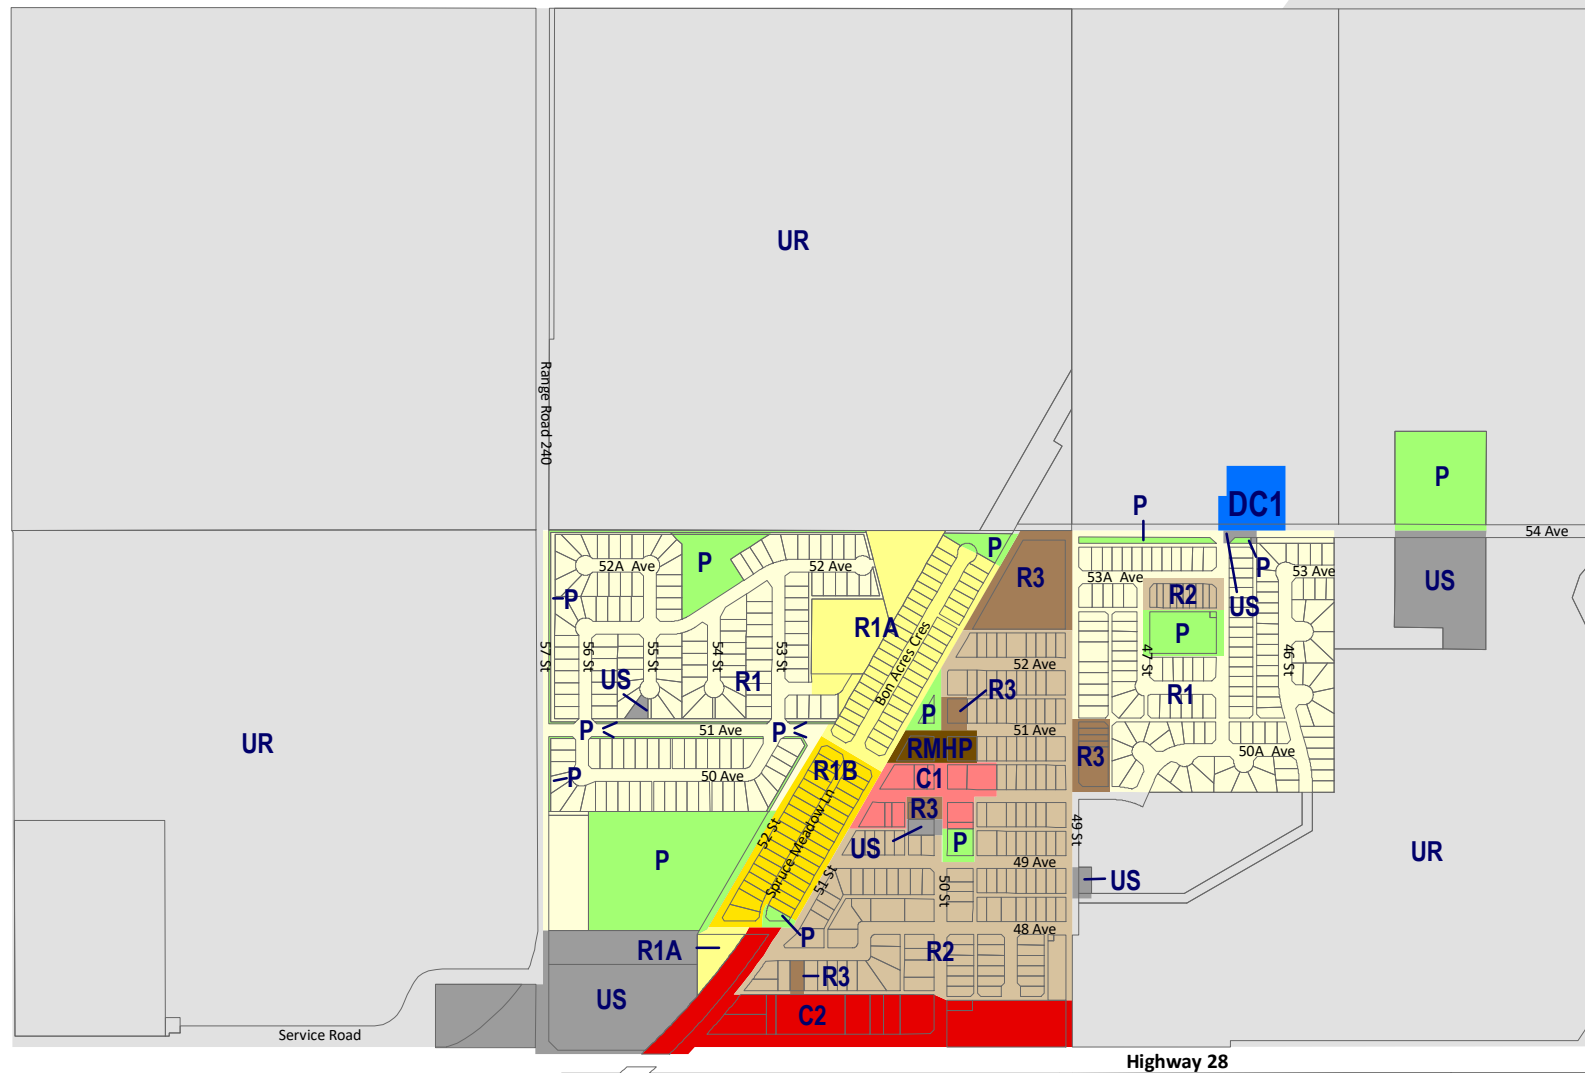 UR
Range Road 240
P
DC1
P
54 Ave
P
P
R3
52A Ave
52 Ave
53A Ave
P
53 Ave
US
P
R2
US
R1A
P
57 St
56 St
55 St
54 St
53 St
Bon Acres Cres
52 Ave
47 St
46 St
US
R1
R3
R1
P
P
51 Ave
P
51 Ave
UR
RMHP
50A Ave
R3
P
50 Ave
R1B
C1
Spruce Meadow Ln
52 St
R3
49 St
US
P
P
UR
49 Ave
51 St
50 St
US
48 Ave
P
R1A
R2
R3
US
C2
Service Road
Highway 28